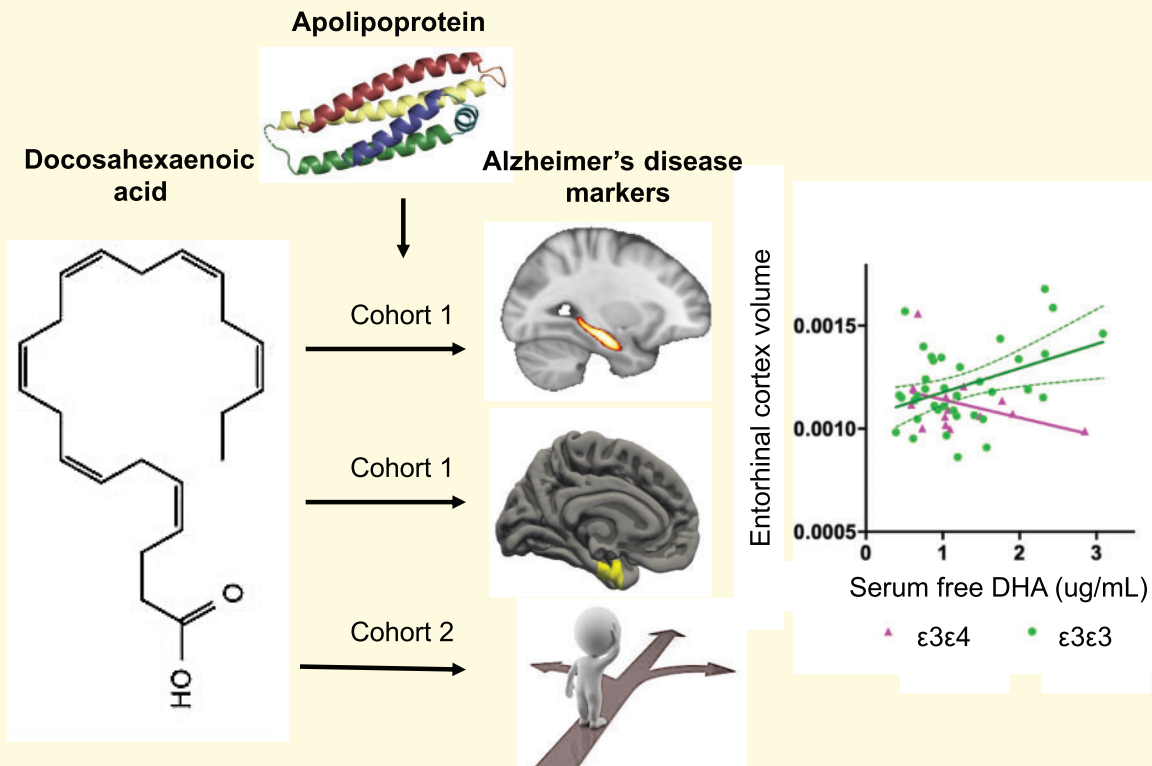 Apolipoprotein
Docosahexaenoic
acid
Alzheimer’s disease
markers
Cohort 1
Cohort 1
Cohort 2
O
HO
Entorhinal cortex volume
0.0015
0.0010
0.0005
0 1 2 3
Serum free DHA (ug/mL)
ε3ε4 ε3ε3